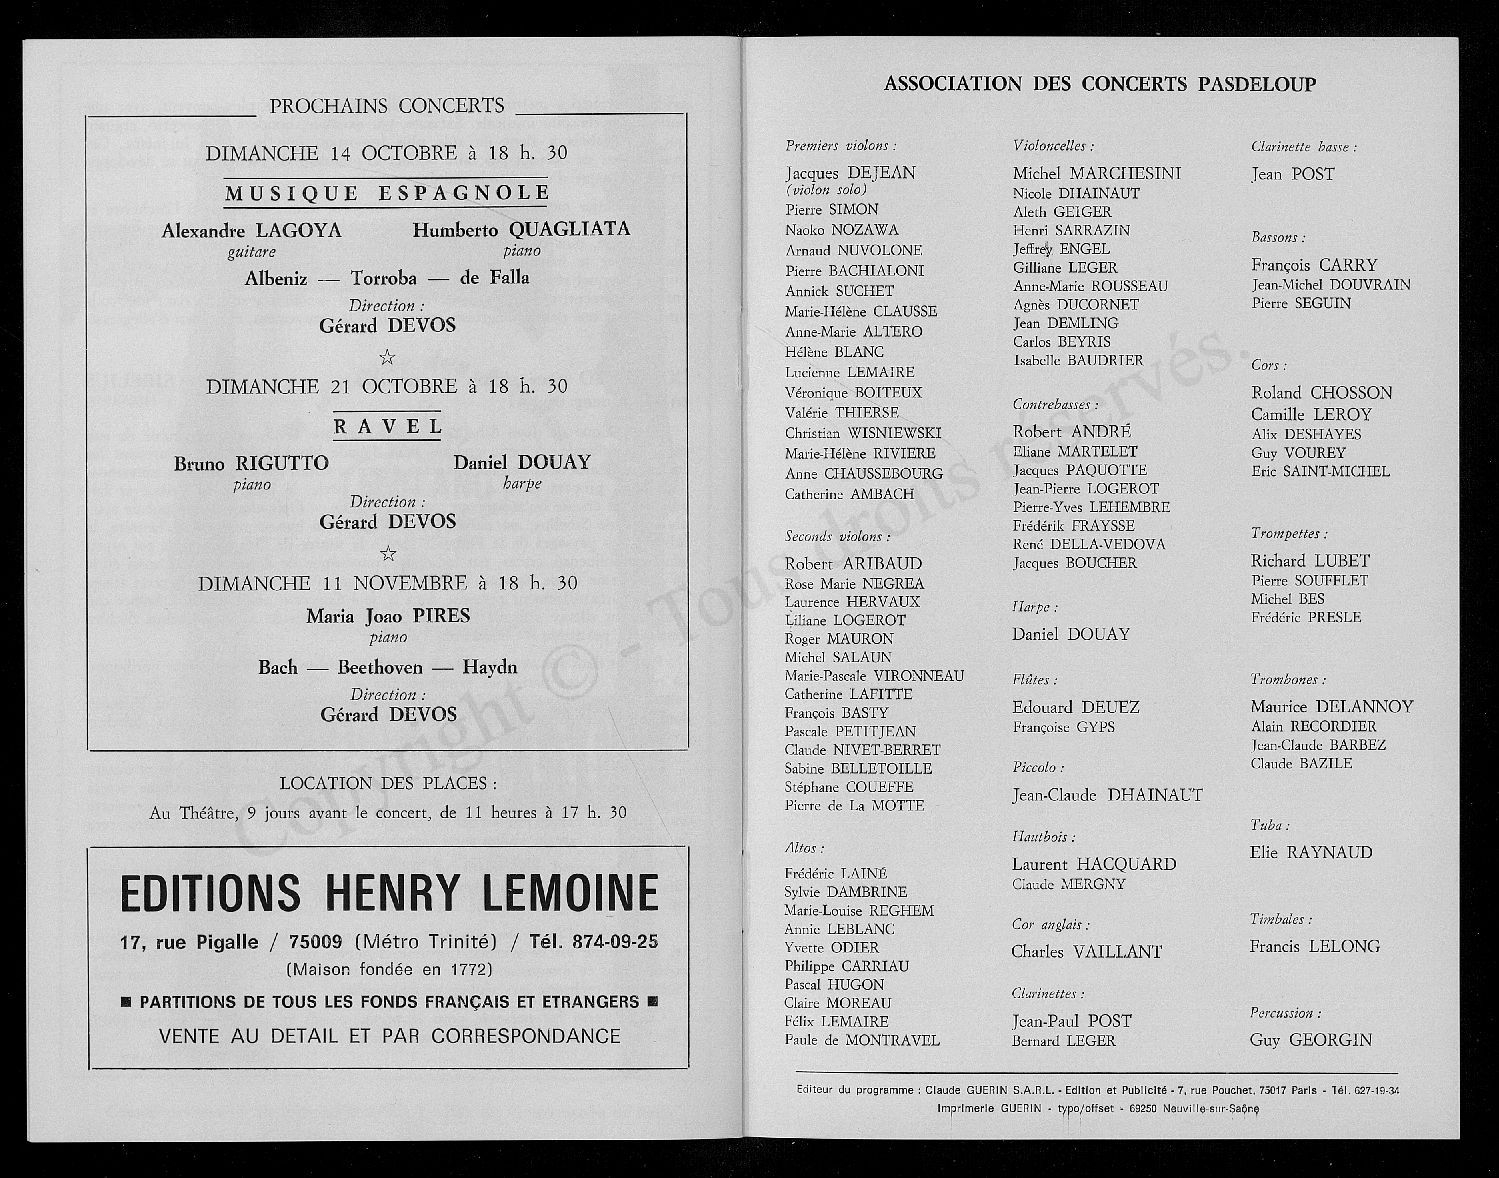 PROCHAINS CONCERTS
DIMANCHE 14 OCTOBRE à 18 h. 30
MUSIQUE ESPAGNOLE
Alexandre LAGOYA Humberto QUAGLIATA
guitare piano
Albeniz — Torroba — de Falla
Direction :
Gérard DEVOS
☆
DIMANCHE 21 OCTOBRE à 18 h. 30
RAVEL
Bruno RIGUTTO Daniel DOUAY
piano harpe
Direction :
Gérard DEVOS
☆
DIMANCHE 11 NOVEMBRE à 18 h. 30
Maria Joao PIRES
piano
Bach — Beethoven — Haydn
Direction :
Gérard DEVOS
LOCATION DES PLACES :
Au Théâtre, 9 jours avant le concert, de 11 heures à 17 h. 30
EDITIONS HENRY LEMOINE
17, rue Pigalle / 75009 (Métro Trinité) / Tél. 874-09-25
(Maison fondée en 1772)
■ PARTITIONS DE TOUS LES FONDS FRANÇAIS ET ETRANGERS ■
VENTE AU DETAIL ET PAR CORRESPONDANCE
ASSOCIATION DES CONCERTS PASDELOUP
Premiers violons :
Jacques DEJEAN
(violon solo)
Pierre SIMON
Naoko NOZAWA
Arnaud NUVOLONE
Pierre BACHIALONI
Annick SUCHET
Marie-Hélène CLAUSSE
Anne-Marie ALTERO
Hélène BLANC
Lucienne LEMAIRE
Véronique BOITEUX
Valérie THIERSE
Christian WISNIEWSKI
Marie-Hélène RIVIERE
Anne CHAUSSEBOURG
Catherine AMBACH
Seconds violons :
Robert ARIBAUD
Rose Marie NEGREA
Laurence HERVAUX
Liliane LOGEROT
Roger MAURON
Michel SALAUN
Marie-Pascale VIRONNEAU
Catherine LAFITTE
François BASTY
Pascale PETITJEAN
Claude NIVET-BERRET
Sabine BELLETOILLE
Stéphane COUEFFE
Pierre de La MOTTE
Altos :
Frédéric LAINÉ
Sylvie DAMBRINE
Marie-Louise REGHEM
Annie LEBLANC
Yvette ODIER
Philippe CARRIAU
Pascal HUGON
Claire MOREAU
Félix LEMAIRE
Paule de MONTRAVEL
Violoncelles :
Michel MARCHESINI
Nicole DHAINAUT
Aleth GEIGER
Henri SARRAZIN
Jeffrey ENGEL
Gilliane LEGER
Anne-Marie ROUSSEAU
Agnès DUCORNET
Jean DEMLING
Carlos BEYRIS
Isabelle BAUDRIER
Contrebasses :
Robert ANDRÉ
Eliane MARTELET
Jacques PAQUOTTE
Jean-Pierre LOGEROT
Pierre-Yves LEHEMBRE
Frédérik FRAYSSE
René DELLA-VEDOVA
Jacques BOUCHER
Harpe :
Daniel DOUAY
Flûtes :
Edouard DEUEZ
Françoise GYPS
Piccolo :
Jean-Claude DHAINAUT
Hautbois :
Laurent HACQUARD
Claude MERGNY
Cor anglais :
Charles VAILLANT
Clarinettes :
Jean-Paul POST
Bernard LEGER
Clarinette basse :
Jean POST
Bassons :
François CARRY
Jean-Michel DOUVRAIN
Pierre SEGUIN
Cors :
Roland CHOSSON
Camille LEROY
Alix DESHAYES
Guy VOUREY
Eric SAINT-MICHEL
Trompettes :
Richard LUBET
Pierre SOUFFLET
Michel BES
Frédéric PRESLE
Trombones :
Maurice DELANNOY
Alain RECORDIER
Jean-Claude BARBEZ
Claude BAZILE
Tuba :
Elie RAYNAUD
Timbales :
Francis LELONG
Percussion :
Guy GEORGIN
Editeur du programme : Claude GUERIN S.A.R.L. - Edition et Publicité - 7, rue Pouchet, 75017 Paris - Tél. 627-19-34
Imprimerie GUERIN - typo/offset - 69250 Neuville-sur-Saône
Copyright © - Tous droits réservés.